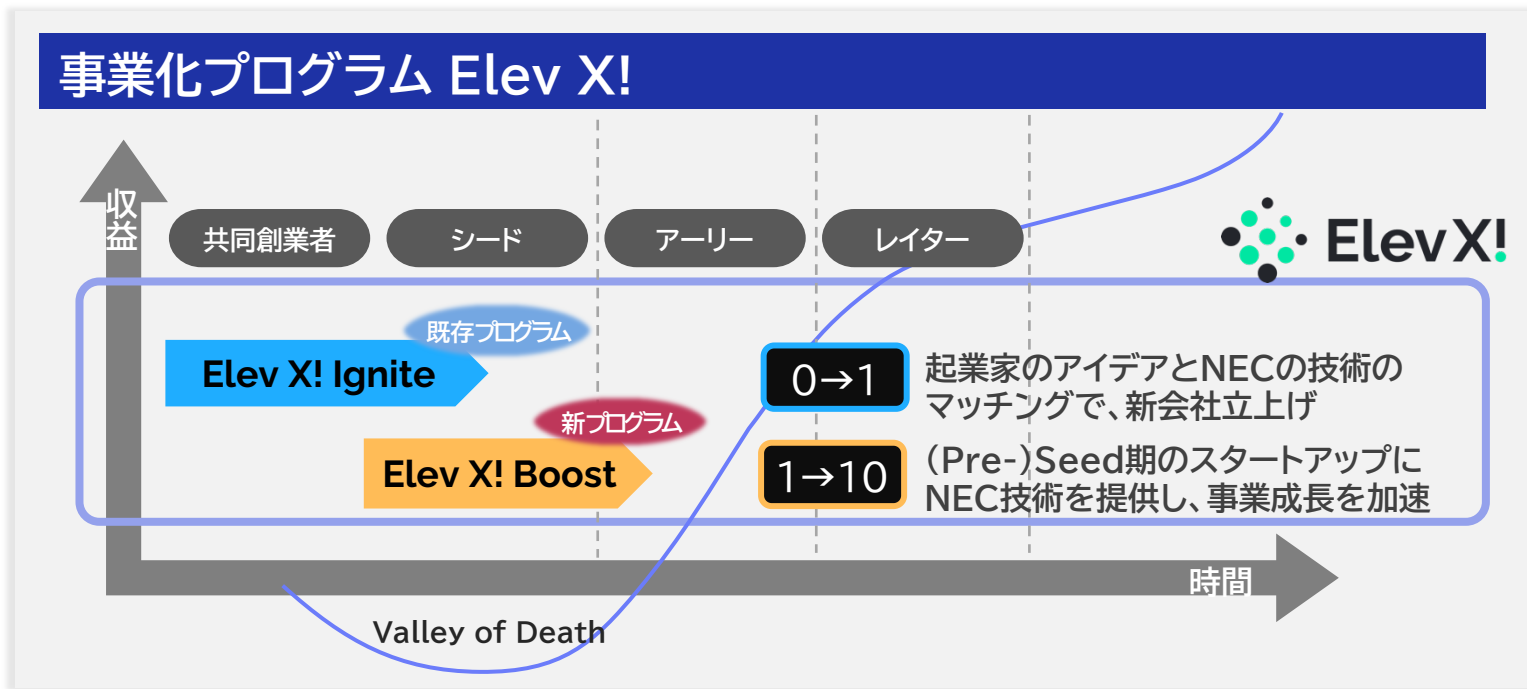 事業化プログラム Elev X!
収益
共同創業者
シード
アーリー
レイター
Elev X!
既存プログラム
Elev X! Ignite
0→1
起業家のアイデアとNECの技術の
マッチングで、新会社立上げ
新プログラム
Elev X! Boost
1→10
(Pre-)Seed期のスタートアップに
NEC技術を提供し、事業成長を加速
時間
Valley of Death